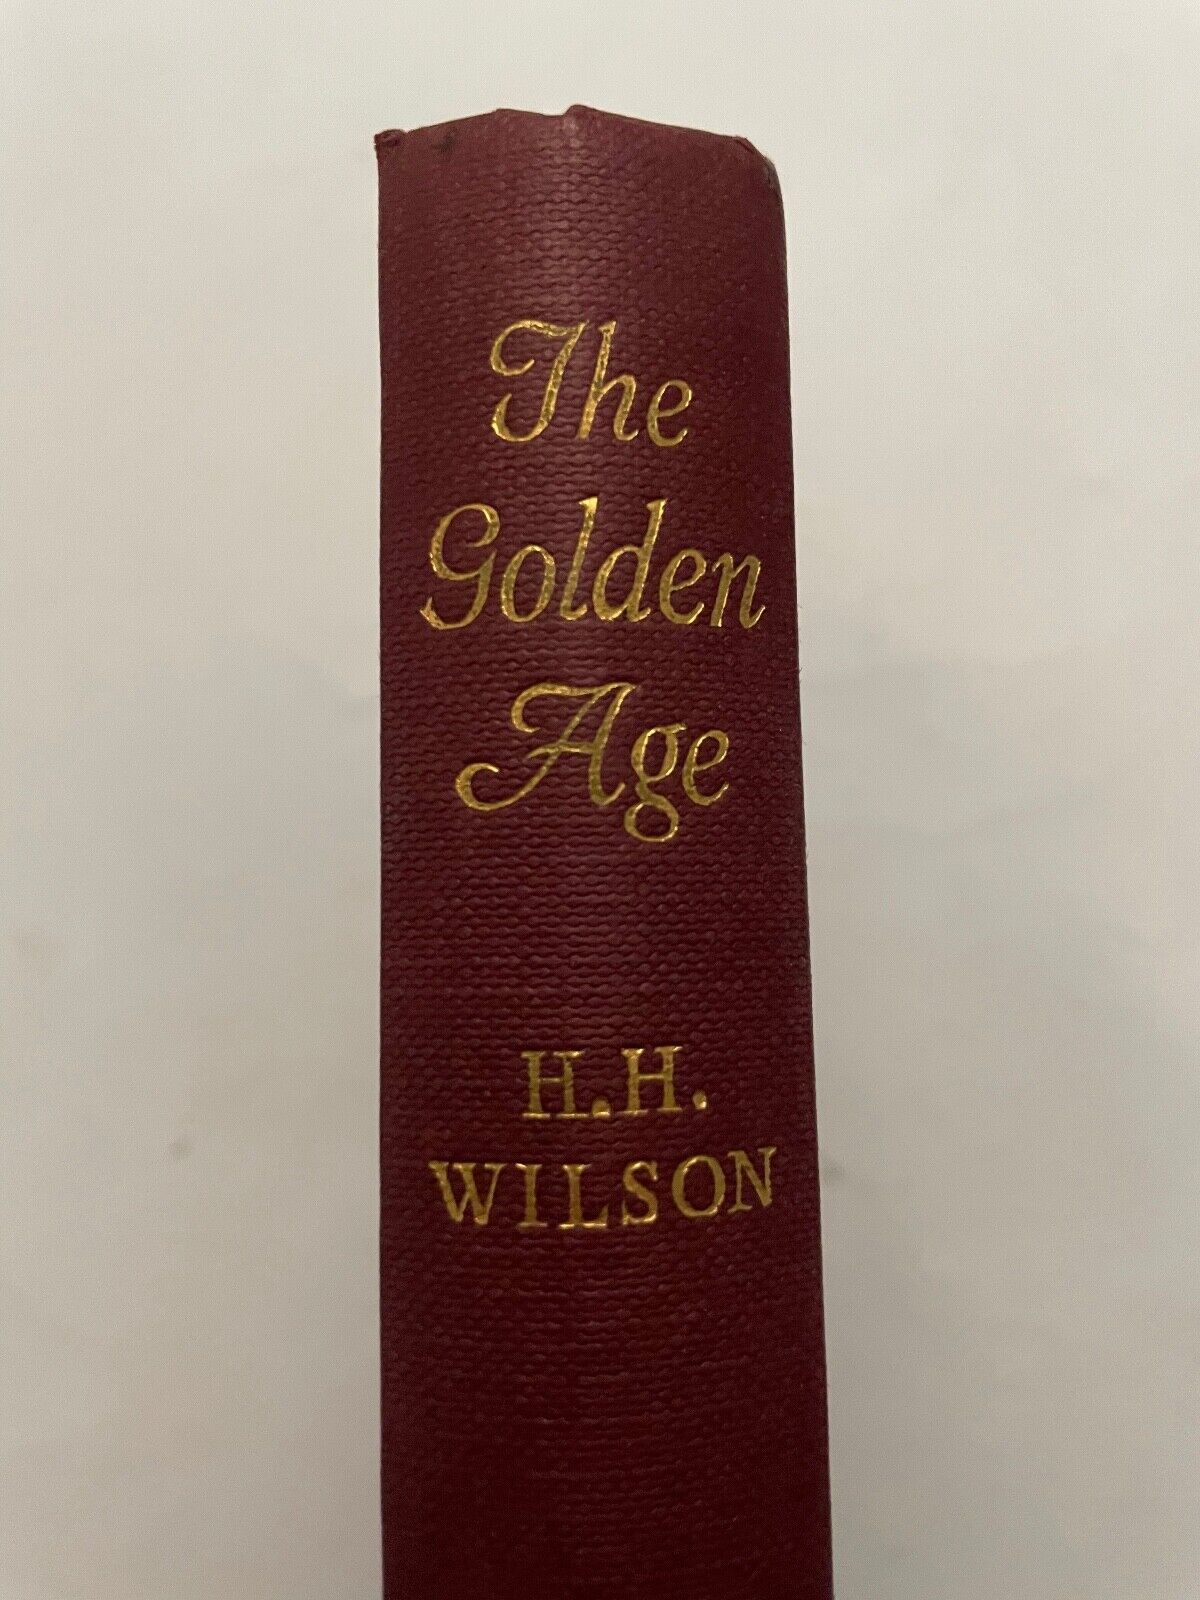 The
Golden
Age
H.H.
WILSON